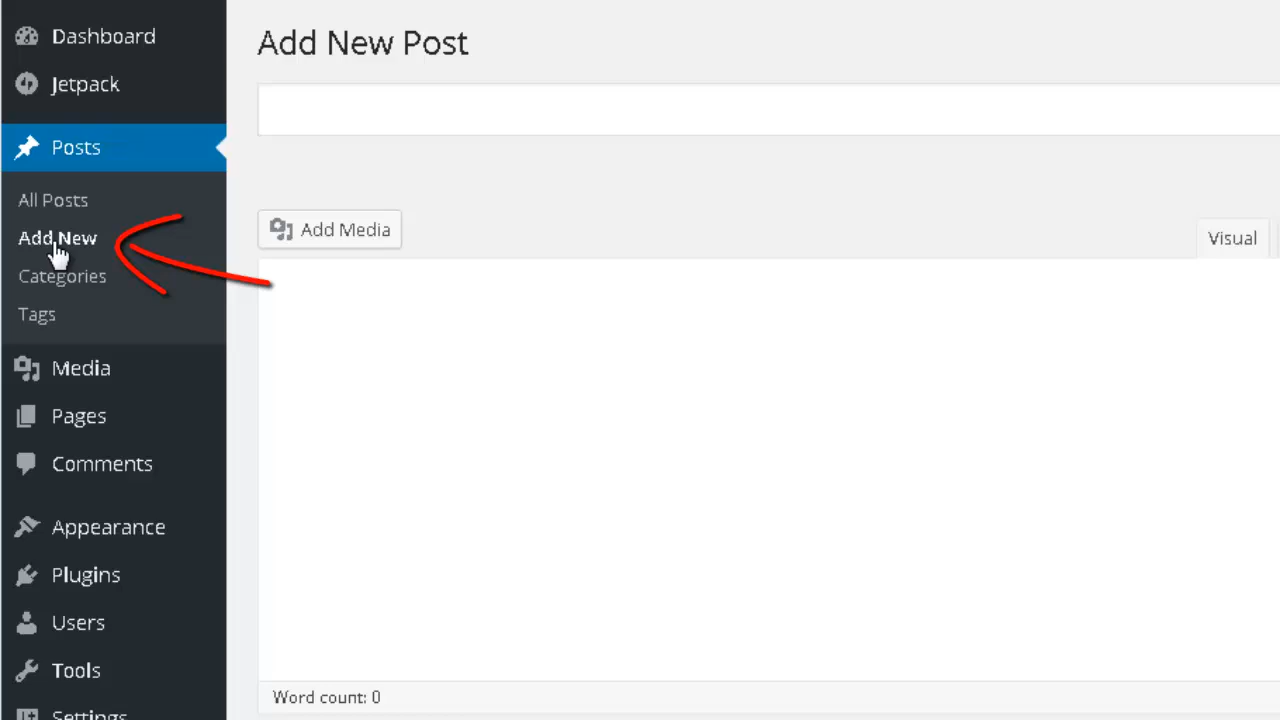 Dashboard
Jetpack
Posts
All Posts
Add New
Categories
Tags
Media
Pages
Comments
Appearance
Plugins
Users
Tools
Settings
Add New Post
Add Media
Visual
Word count: 0